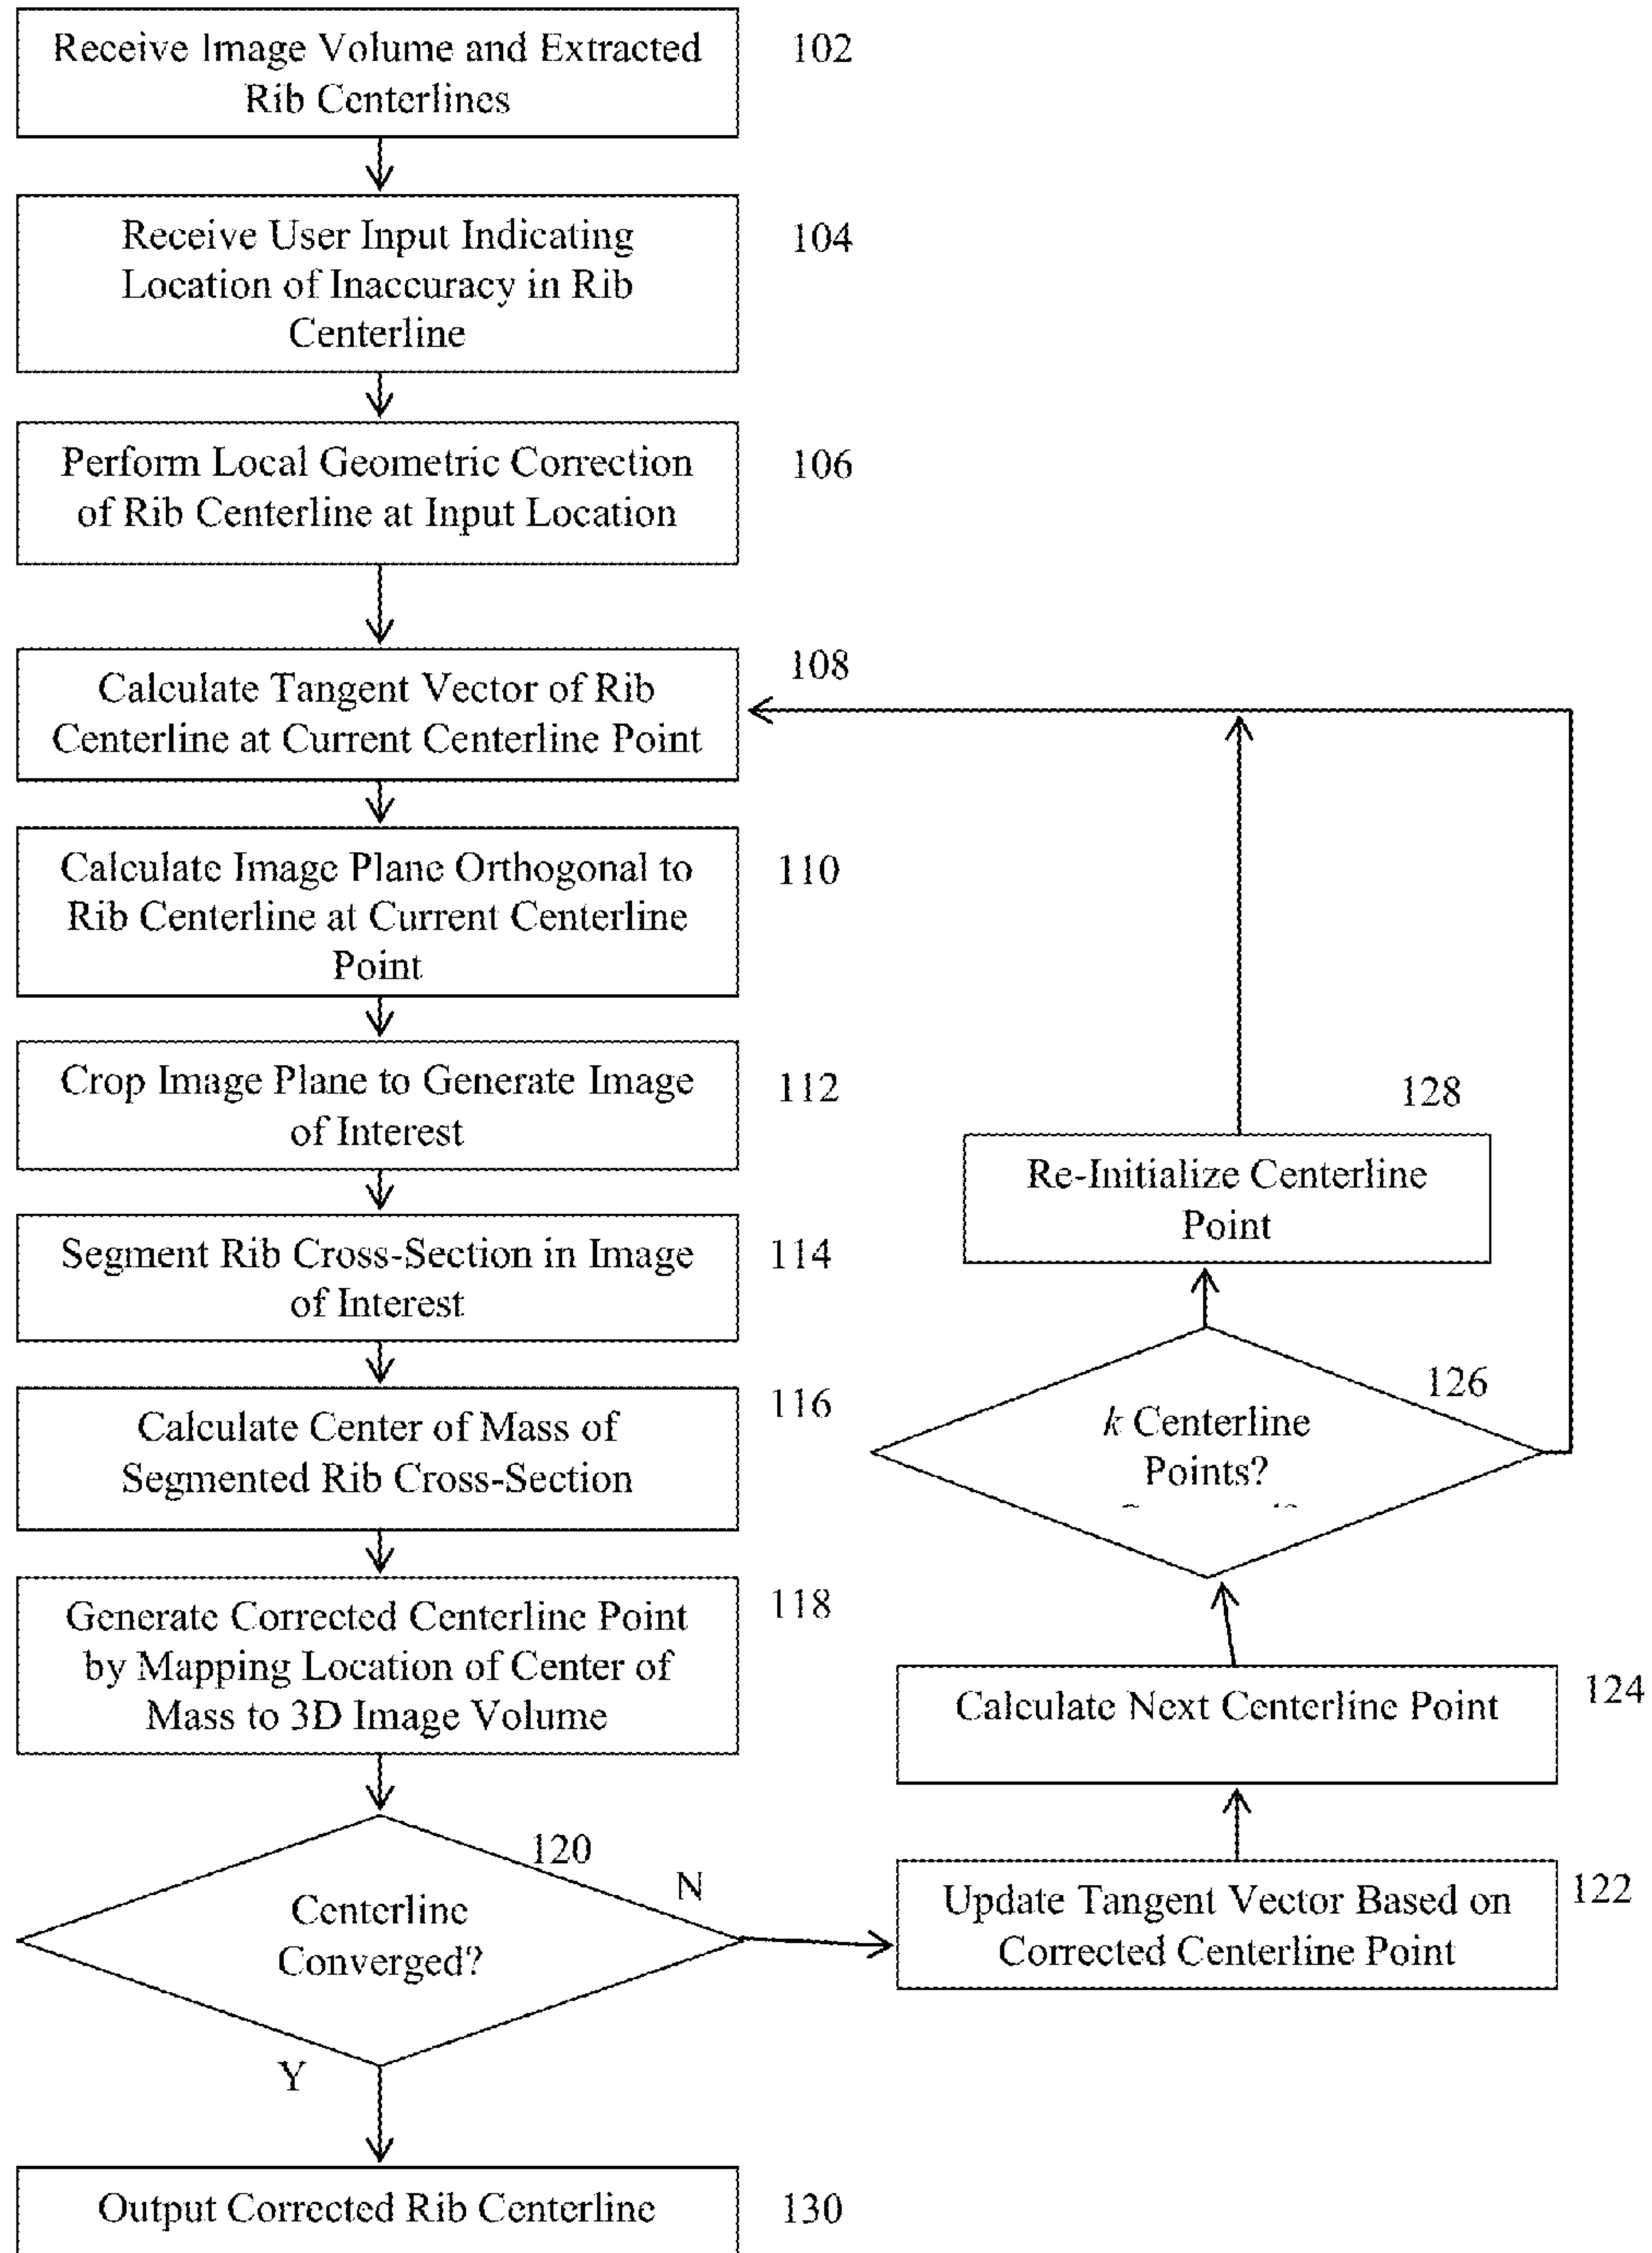 Receive Image Volume and Extracted
Rib Centerlines
102
Receive User Input Indicating
Location of Inaccuracy in Rib
Centerline
104
Perform Local Geometric Correction
of Rib Centerline at Input Location
106
Calculate Tangent Vector of Rib
Centerline at Current Centerline Point
108
Calculate Image Plane Orthogonal to
Rib Centerline at Current Centerline
Point
110
Crop Image Plane to Generate Image
of Interest
112
Segment Rib Cross-Section in Image
of Interest
114
Calculate Center of Mass of
Segmented Rib Cross-Section
116
Generate Corrected Centerline Point
by Mapping Location of Center of
Mass to 3D Image Volume
118
120
Centerline
Converged?
N
Y
Update Tangent Vector Based on
Corrected Centerline Point
122
Calculate Next Centerline Point
124
126
k Centerline
Points?
128
Re-Initialize Centerline
Point
Output Corrected Rib Centerline
130